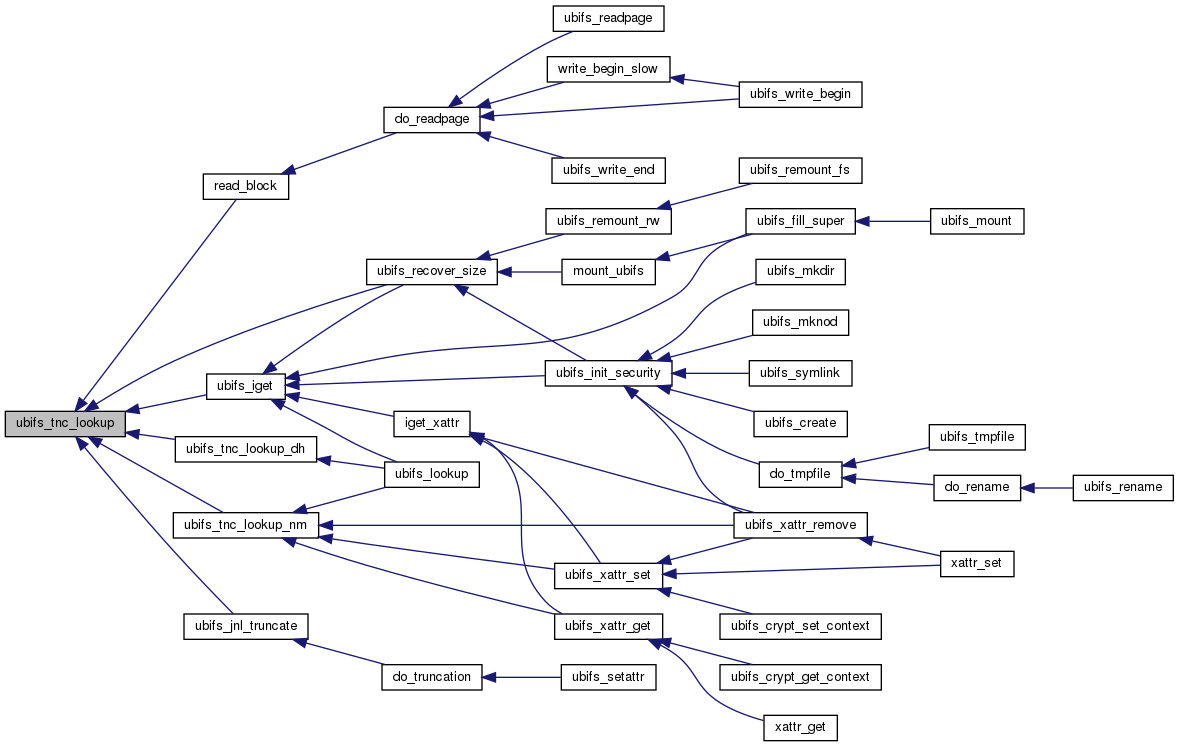 ubifs_readpage
write_begin_slow
ubifs_write_begin
do_readpage
ubifs_write_end
ubifs_remount_fs
read_block
ubifs_remount_rw
ubifs_fill_super
ubifs_mount
ubifs_recover_size
mount_ubifs
ubifs_mkdir
ubifs_mknod
ubifs_iget
ubifs_init_security
ubifs_symlink
ubifs_tnc_lookup
iget_xattr
ubifs_create
ubifs_tnc_lookup_dh
ubifs_lookup
do_tmpfile
ubifs_tmpfile
do_rename
ubifs_rename
ubifs_tnc_lookup_nm
ubifs_xattr_remove
ubifs_xattr_set
xattr_set
ubifs_jnl_truncate
ubifs_xattr_get
ubifs_crypt_set_context
do_truncation
ubifs_setattr
ubifs_crypt_get_context
xattr_get